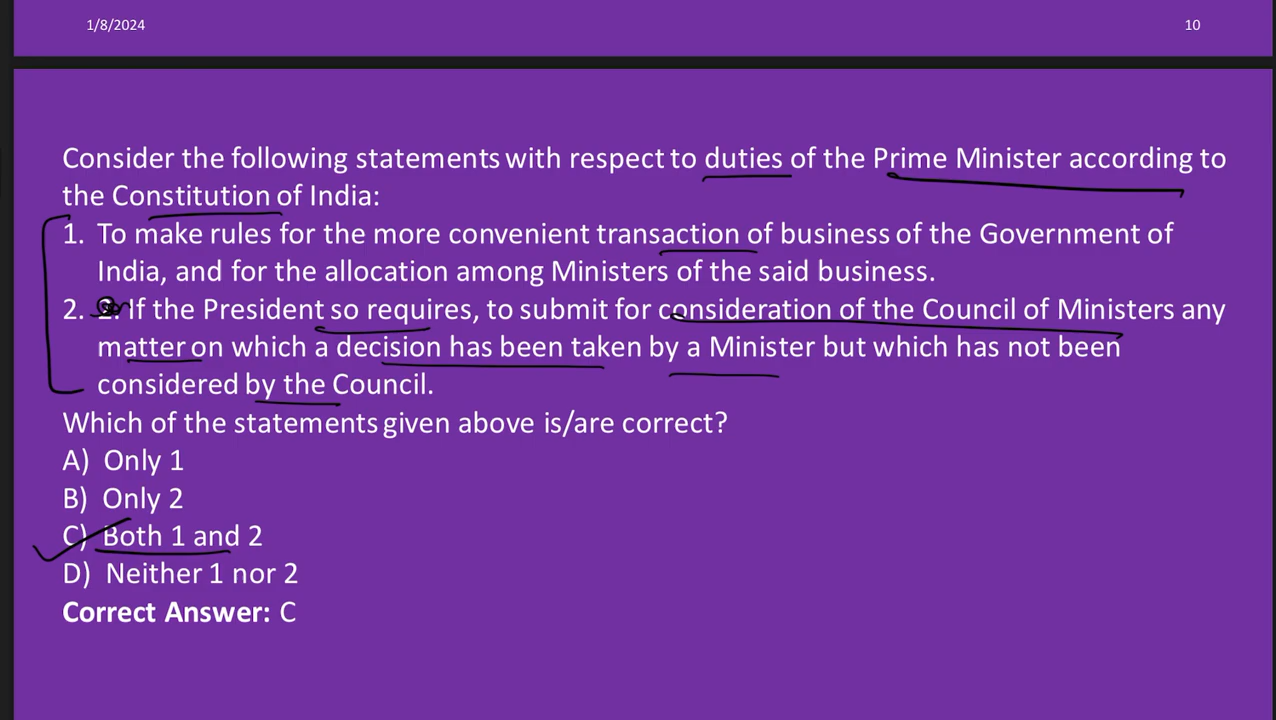 1/8/2024 10
Consider the following statements with respect to duties of the Prime Minister according to
the Constitution of India:
1. To make rules for the more convenient transaction of business of the Government of
India, and for the allocation among Ministers of the said business.
2. 2. If the President so requires, to submit for consideration of the Council of Ministers any
matter on which a decision has been taken by a Minister but which has not been
considered by the Council.
Which of the statements given above is/are correct?
A) Only 1
B) Only 2
C) Both 1 and 2
D) Neither 1 nor 2
Correct Answer: C